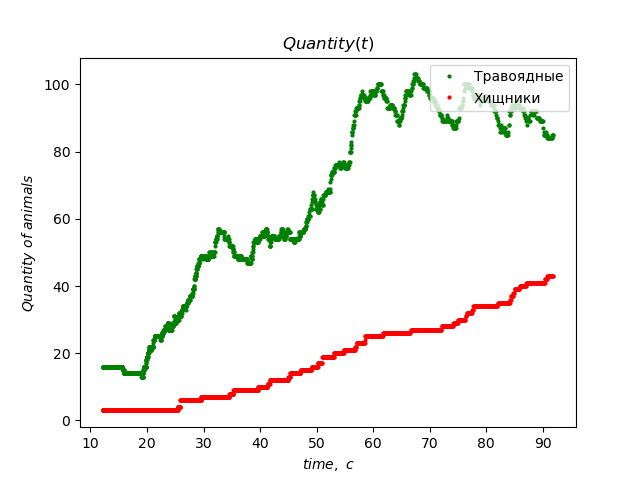 Quantity(t)
Травоядные
Хищники
100
80
60
40
20
0
Quantity of animals
10 20 30 40 50 60 70 80 90
time, c